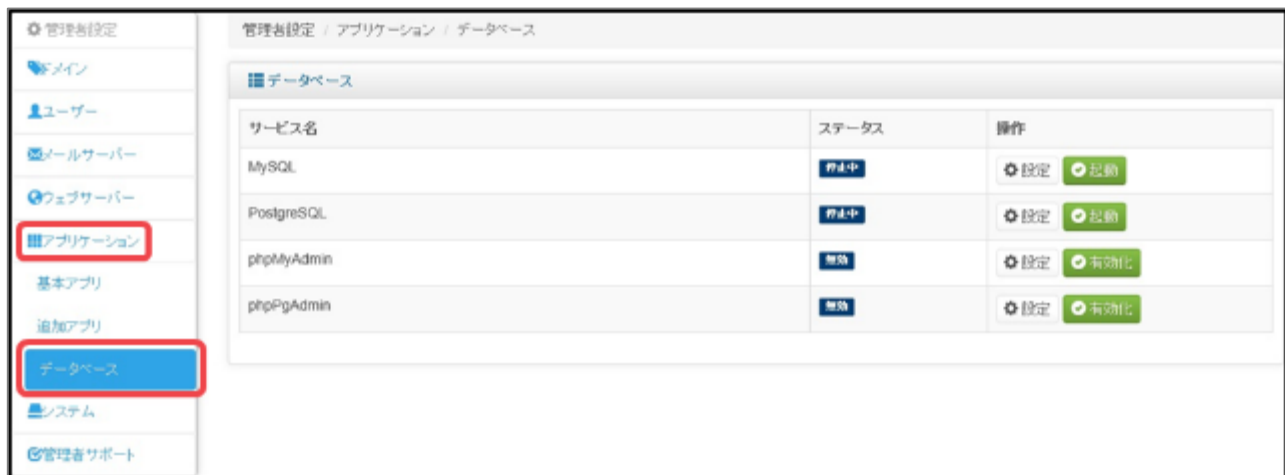 管理者設定
ドメイン
ユーザー
メールサーバー
ウェブサーバー
アプリケーション
基本アプリ
追加アプリ
データベース
システム
管理者サポート
管理者設定 / アプリケーション / データベース
データベース
サービス名 ステータス 操作
MySQL 停止中 設定 起動
PostgreSQL 停止中 設定 起動
phpMyAdmin 無効 設定 有効化
phpPgAdmin 無効 設定 有効化